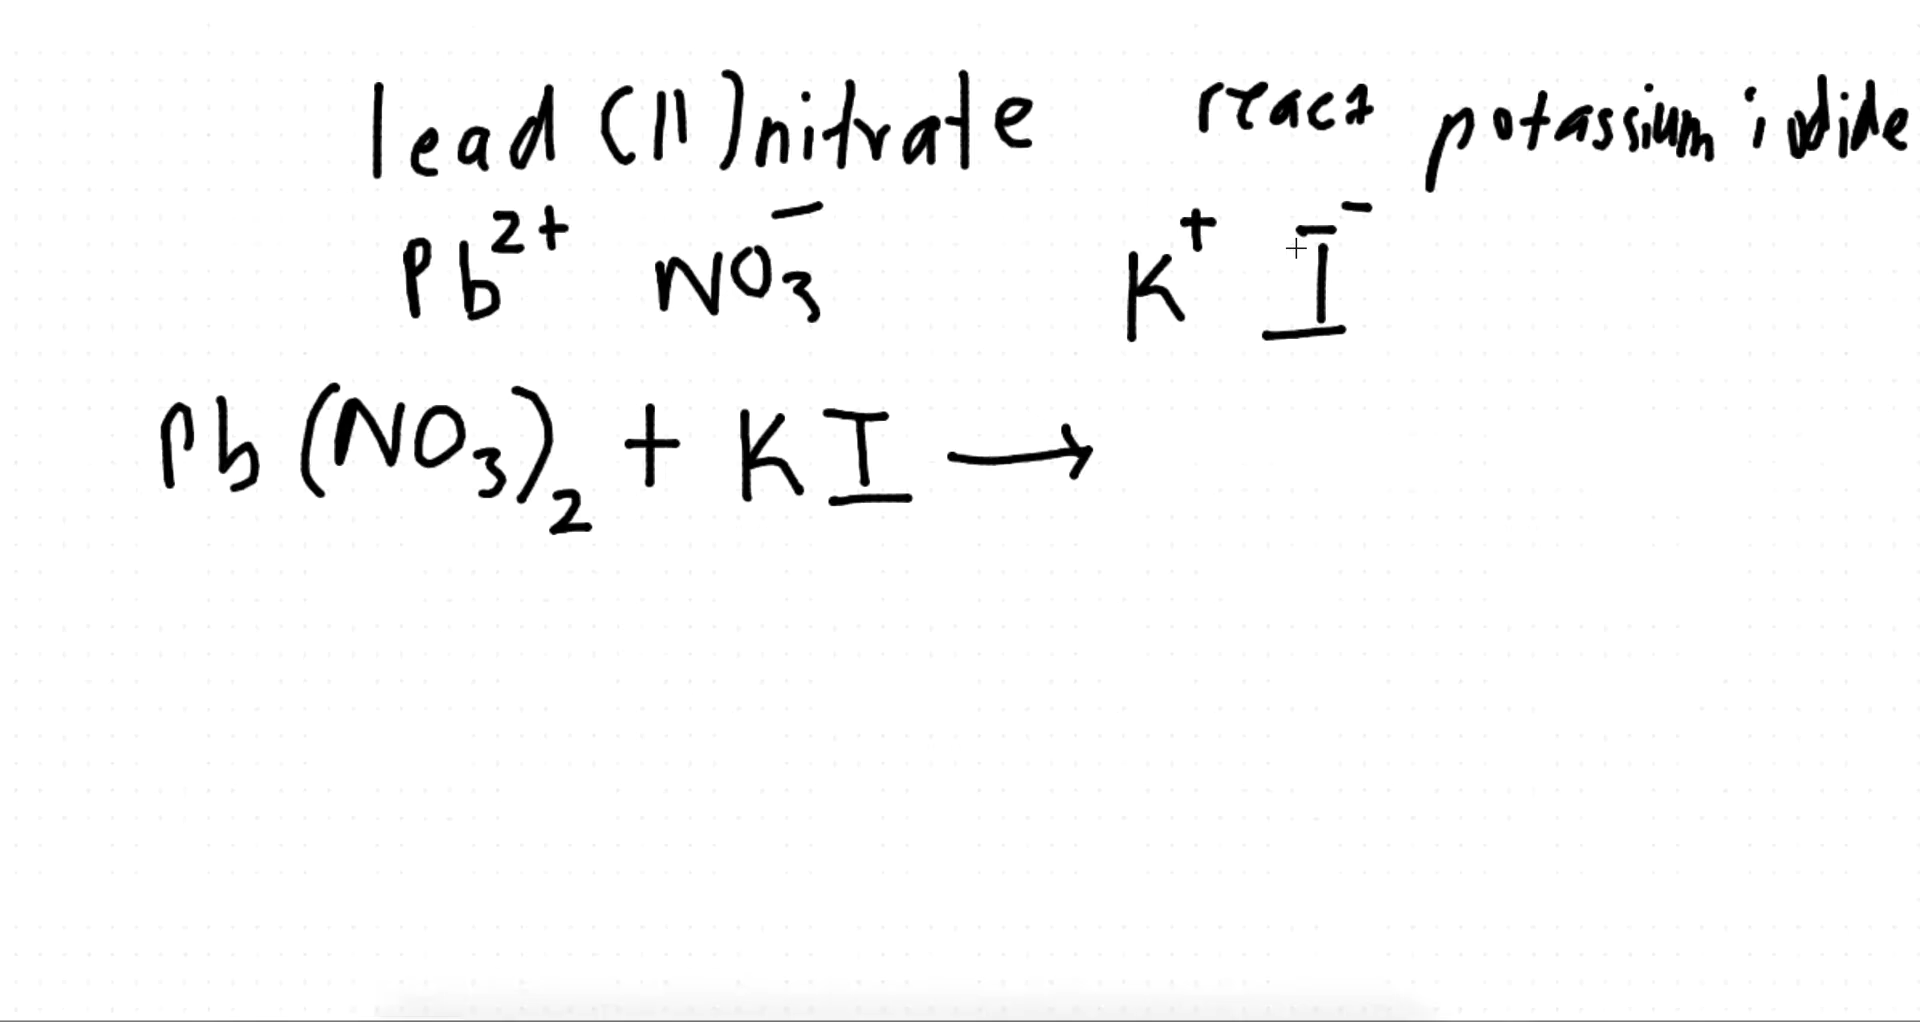 lead (II) nitrate react potassium iodide
Pb²⁺ NO₃⁻ K⁺ I⁻
Pb(NO₃)₂ + KI →